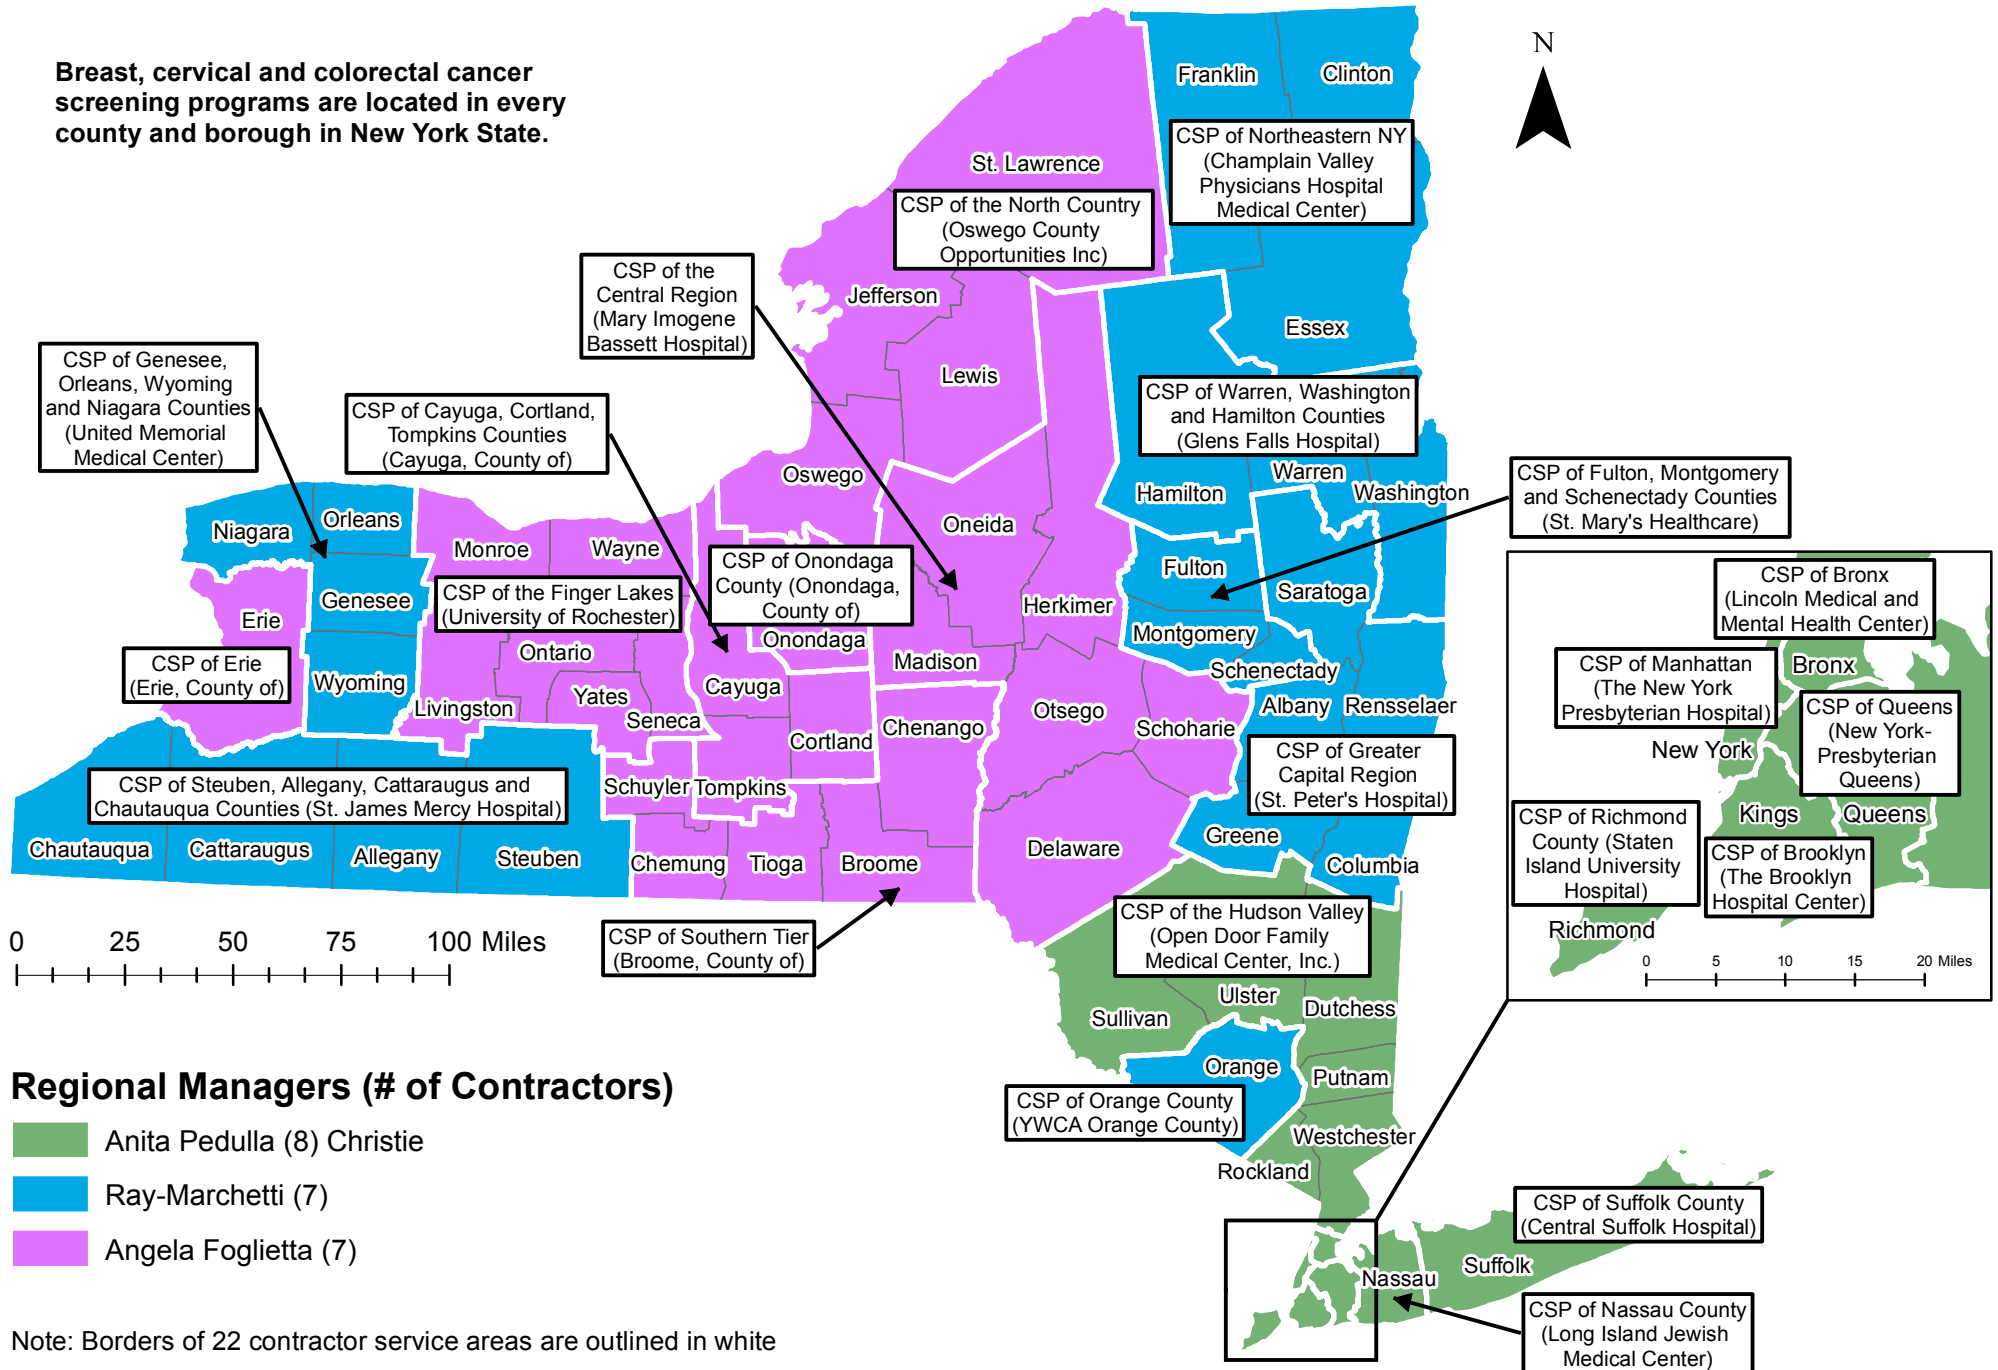 Breast, cervical and colorectal cancer
screening programs are located in every
county and borough in New York State.
N
Franklin
Clinton
CSP of Northeastern NY
(Champlain Valley
Physicians Hospital
Medical Center)
St. Lawrence
CSP of the North Country
(Oswego County
Opportunities Inc)
CSP of the
Central Region
(Mary Imogene
Bassett Hospital)
Jefferson
Essex
Lewis
CSP of Genesee,
Orleans, Wyoming
and Niagara Counties
(United Memorial
Medical Center)
CSP of Cayuga, Cortland,
Tompkins Counties
(Cayuga, County of)
CSP of Warren, Washington
and Hamilton Counties
(Glens Falls Hospital)
Oswego
Warren
Hamilton
Washington
CSP of Fulton, Montgomery
and Schenectady Counties
(St. Mary's Healthcare)
Niagara
Orleans
Monroe
Wayne
Oneida
CSP of Onondaga
County (Onondaga,
County of)
Fulton
Saratoga
CSP of the Finger Lakes
(University of Rochester)
Genesee
Erie
Herkimer
Montgomery
Onondaga
Ontario
Madison
Schenectady
CSP of Erie
(Erie, County of)
Wyoming
Cayuga
Yates
Livingston
Seneca
Otsego
Albany
Rensselaer
Chenango
Schoharie
Cortland
CSP of Greater
Capital Region
(St. Peter's Hospital)
CSP of Steuben, Allegany, Cattaraugus and
Chautauqua Counties (St. James Mercy Hospital)
Schuyler
Tompkins
Chautauqua
Cattaraugus
Allegany
Steuben
Chemung
Tioga
Broome
Delaware
Greene
Columbia
CSP of Bronx
(Lincoln Medical and
Mental Health Center)
Bronx
CSP of Manhattan
(The New York
Presbyterian Hospital)
CSP of Queens
(New York-
Presbyterian
Queens)
New York
Kings
Queens
CSP of Richmond
County (Staten
Island University
Hospital)
CSP of Brooklyn
(The Brooklyn
Hospital Center)
Richmond
0 5 10 15 20 Miles
CSP of the Hudson Valley
(Open Door Family
Medical Center, Inc.)
0 25 50 75 100 Miles
CSP of Southern Tier
(Broome, County of)
Ulster
Dutchess
Sullivan
Orange
Putnam
CSP of Orange County
(YWCA Orange County)
Westchester
Rockland
Regional Managers (# of Contractors)
Anita Pedulla (8) Christie
Ray-Marchetti (7)
Angela Foglietta (7)
CSP of Suffolk County
(Central Suffolk Hospital)
Suffolk
Nassau
CSP of Nassau County
(Long Island Jewish
Medical Center)
Note: Borders of 22 contractor service areas are outlined in white